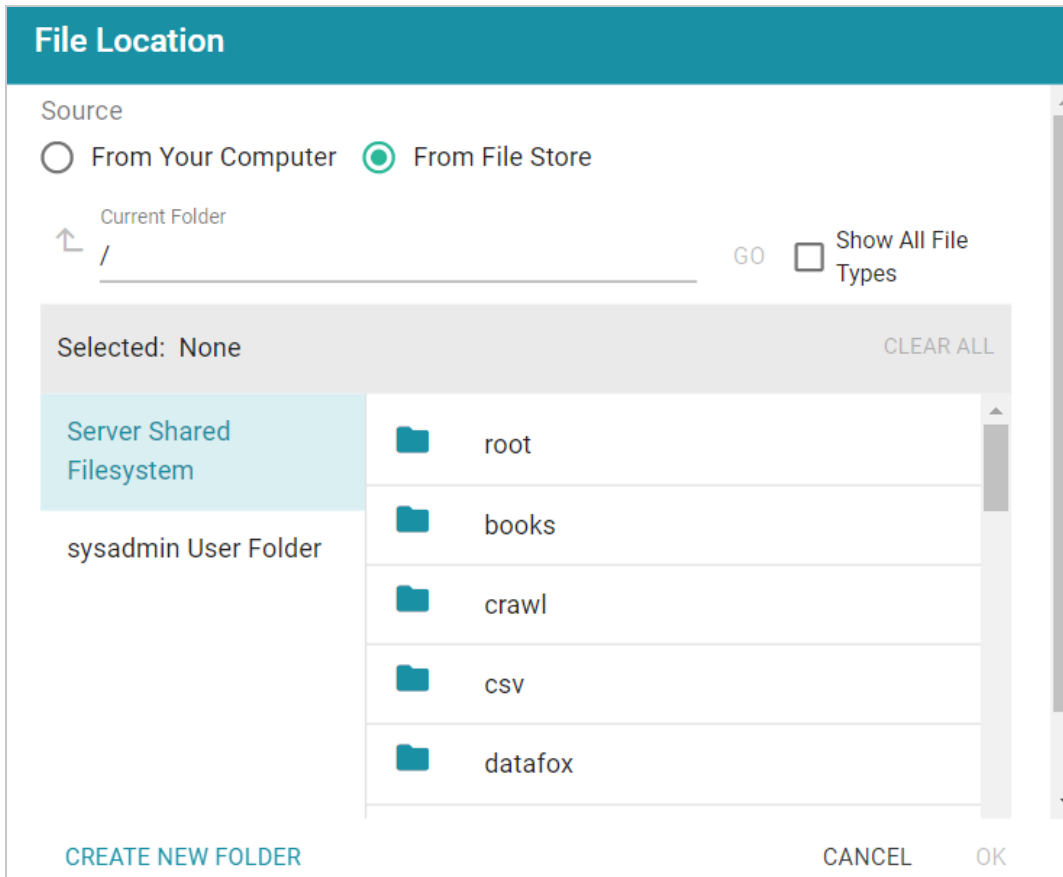 File Location
Source
From Your Computer From File Store
Current Folder
/
GO
Show All File
Types
Selected: None
CLEAR ALL
Server Shared
Filesystem
sysadmin User Folder
root
books
crawl
csv
datafox
CREATE NEW FOLDER
CANCEL
OK